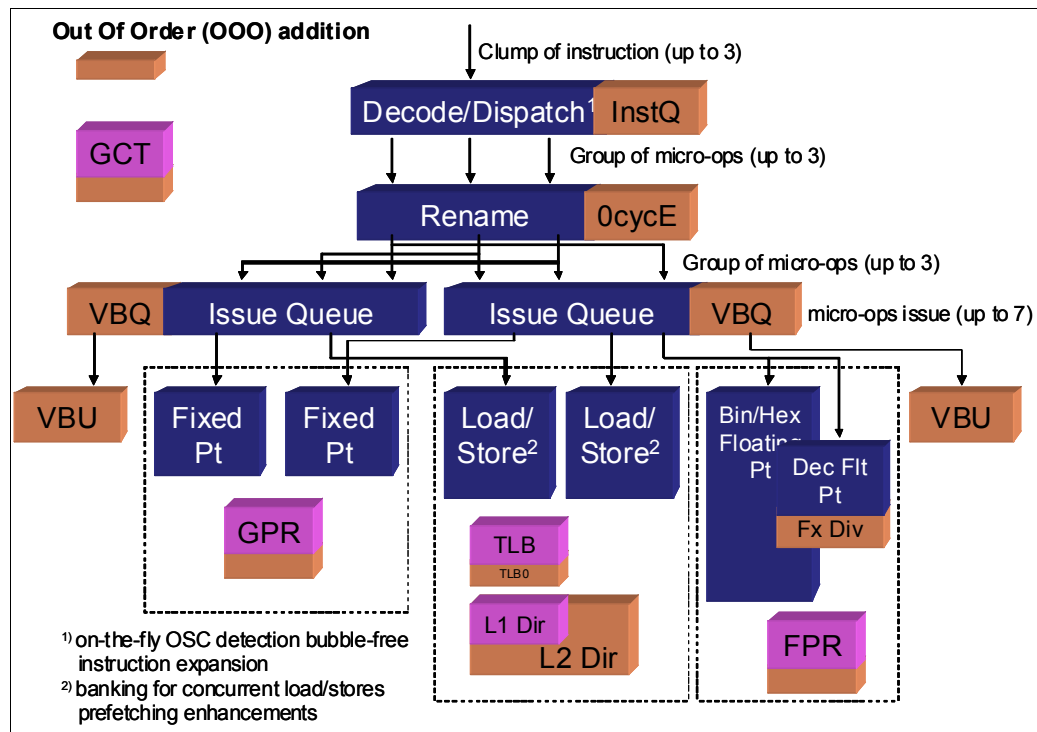 Out Of Order (OOO) addition
Clump of instruction (up to 3)
Decode/Dispatch¹
InstQ
GCT
Group of micro-ops (up to 3)
Rename
0cycE
Group of micro-ops (up to 3)
VBQ
Issue Queue
Issue Queue
VBQ
micro-ops issue (up to 7)
VBU
Fixed
Pt
Fixed
Pt
Load/
Store²
Load/
Store²
Bin/Hex
Floating
Pt
Dec Flt
Pt
Fx Div
VBU
GPR
TLB
TLB0
L1 Dir
L2 Dir
FPR
¹⁾ on-the-fly OSC detection bubble-free
instruction expansion
²⁾ banking for concurrent load/stores
prefetching enhancements